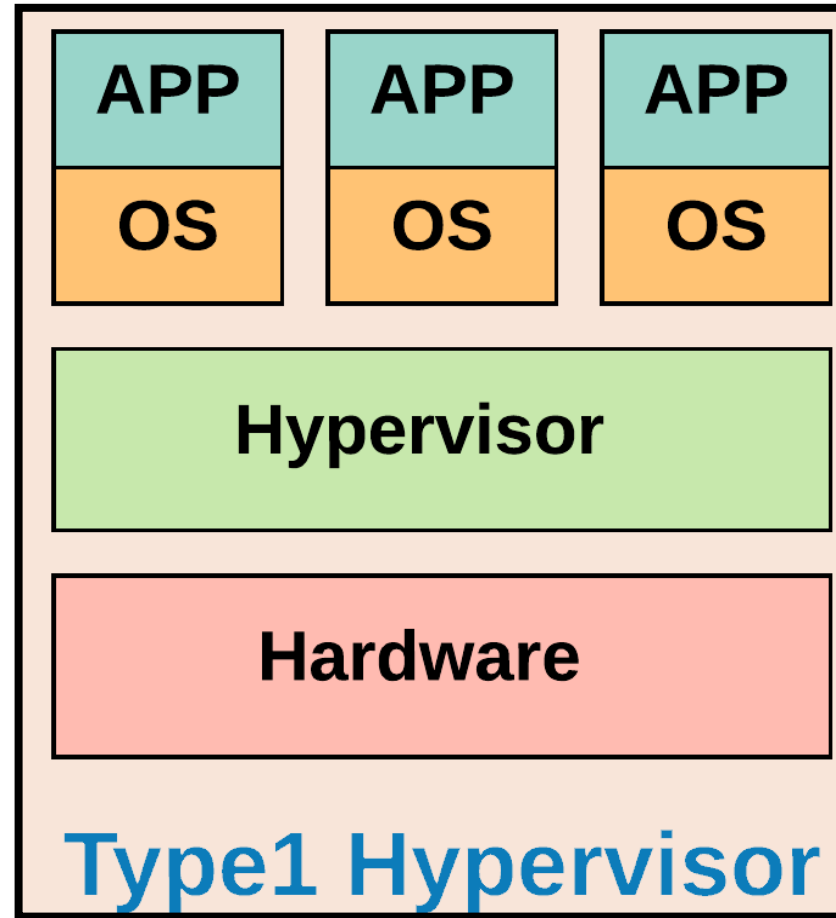 APP APP APP
OS OS OS
Hypervisor
Hardware
Type1 Hypervisor